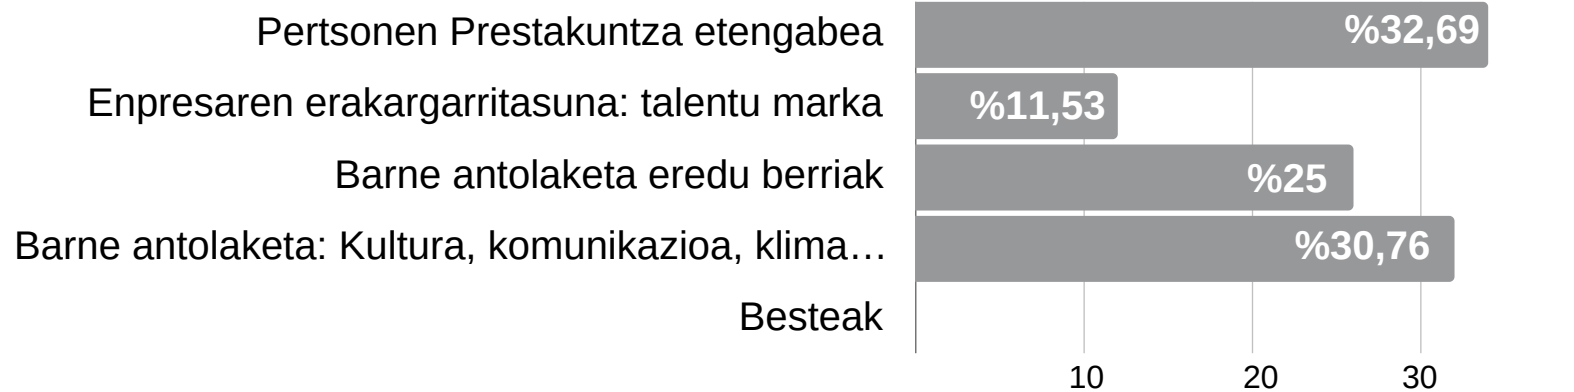 Pertsonen Prestakuntza etengabea %32,69
Enpresaren erakargarritasuna: talentu marka %11,53
Barne antolaketa eredu berriak %25
Barne antolaketa: Kultura, komunikazioa, klima… %30,76
Besteak
10 20 30